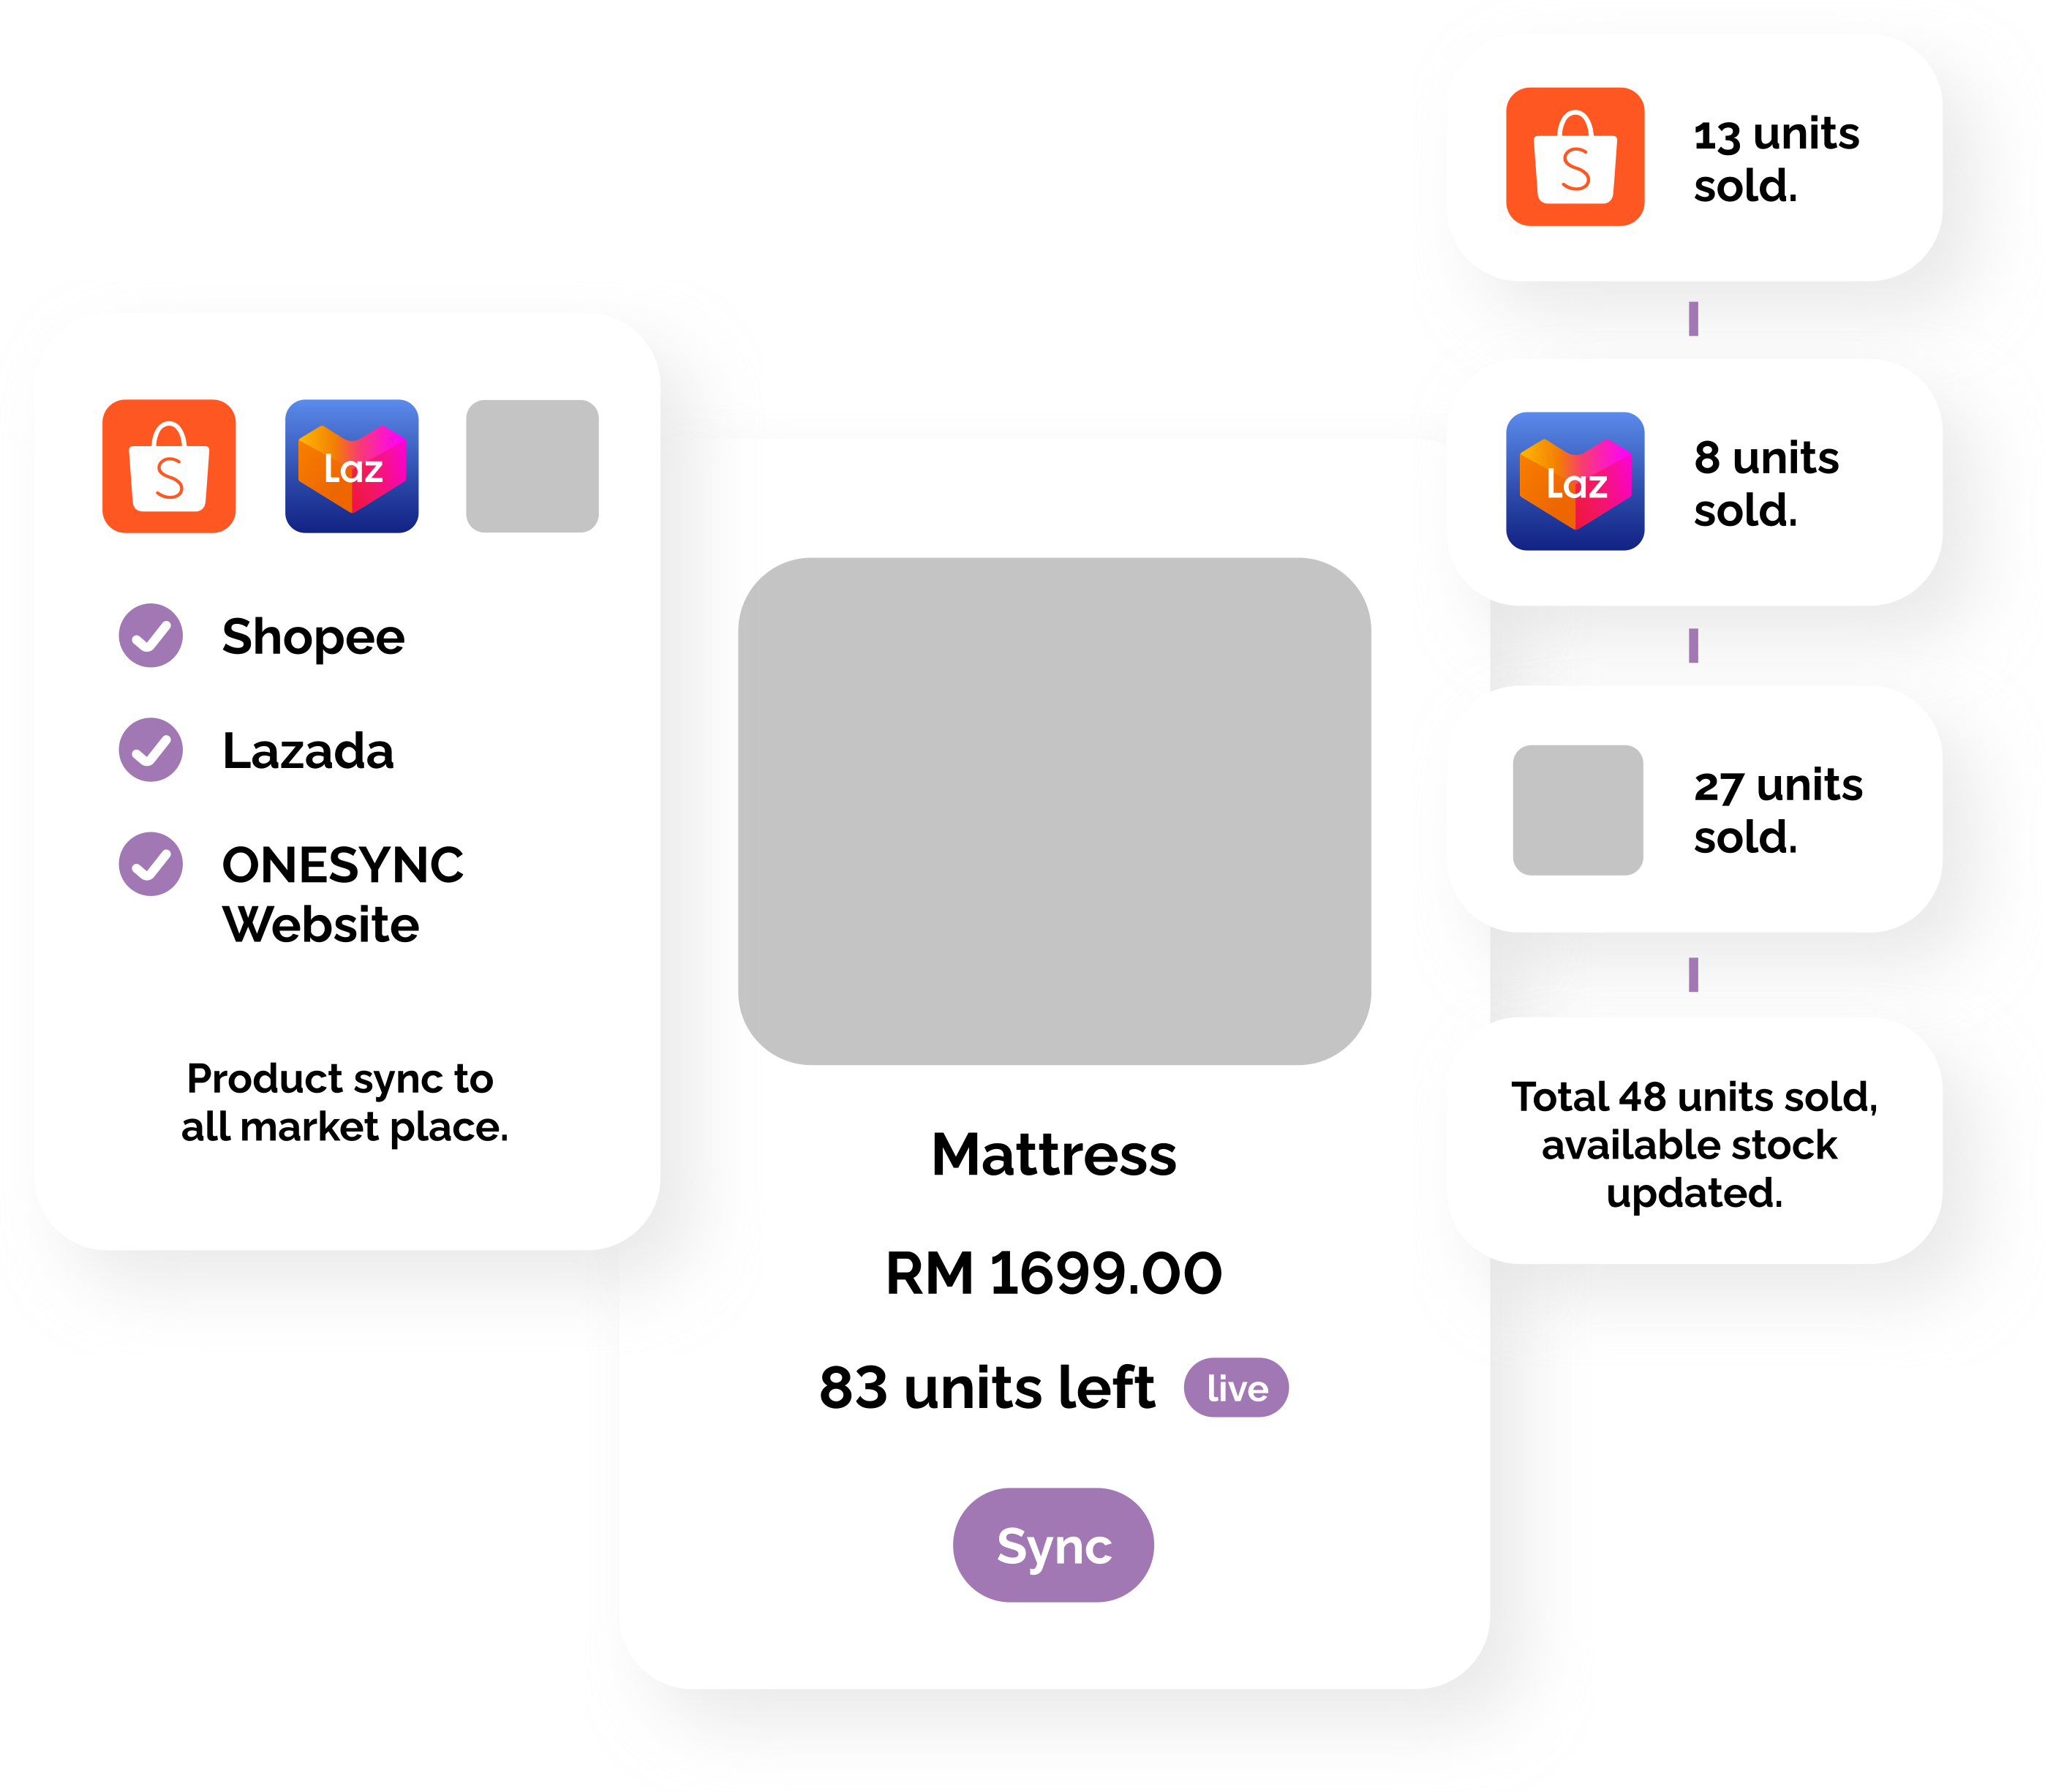 S
Laz
Shopee
Lazada
ONESYNC
Website
Product sync to
all market place.
Mattress
RM 1699.00
83 units left
live
Sync
S
13 units
sold.
Laz
8 units
sold.
27 units
sold.
Total 48 units sold,
available stock
updated.